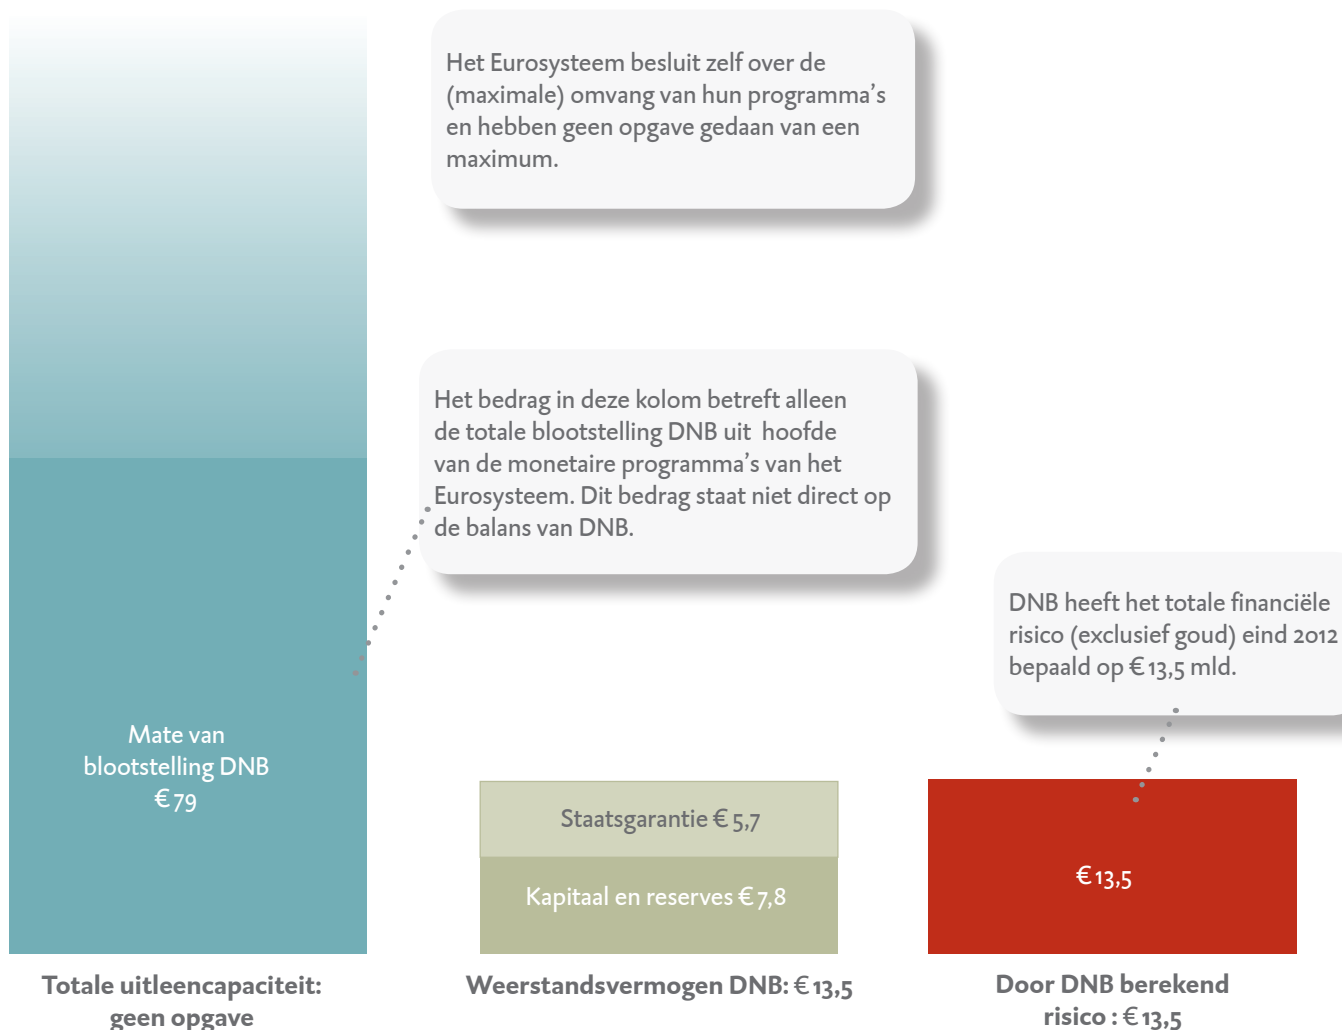 Het Eurosysteem besluit zelf over de
(maximale) omvang van hun programma's
en hebben geen opgave gedaan van een
maximum.
Het bedrag in deze kolom betreft alleen
de totale blootstelling DNB uit hoofde
van de monetaire programma's van het
Eurosysteem. Dit bedrag staat niet direct op
de balans van DNB.
DNB heeft het totale financiële
risico (exclusief goud) eind 2012
bepaald op € 13,5 mld.
Mate van
blootstelling DNB
€ 79
Staatsgarantie € 5,7
Kapitaal en reserves € 7,8
€ 13,5
Totale uitleencapaciteit:
geen opgave
Weerstandsvermogen DNB: € 13,5
Door DNB berekend
risico : € 13,5